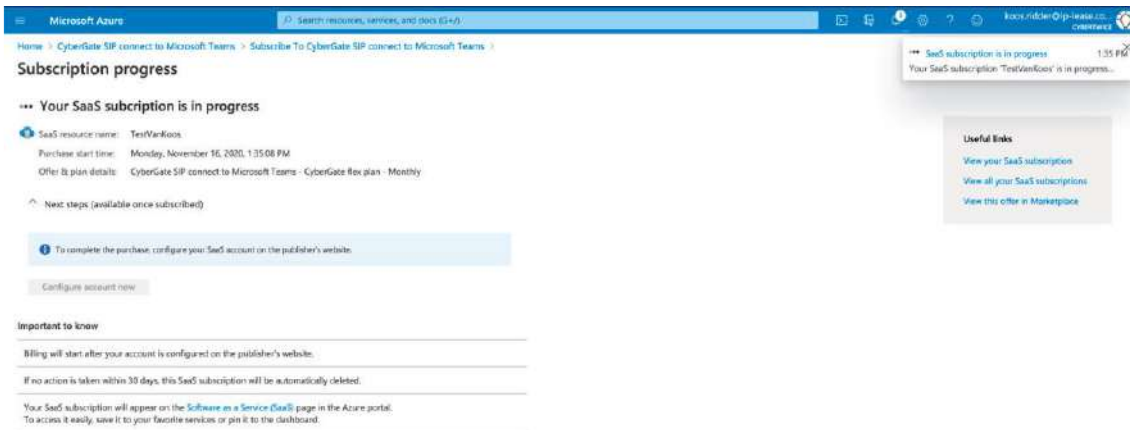 Microsoft Azure
Search resources, services, and docs (G+/)
koos.ridder@ip-lease.co...
CYBERTWICE
Home > CyberGate SIP connect to Microsoft Teams > Subscribe To CyberGate SIP connect to Microsoft Teams >
Subscription progress
SaaS subscription is in progress 1:35 PM
Your SaaS subscription 'TestVanKoos' is in progress...
Your SaaS subcription is in progress
SaaS resource name: TestVanKoos
Purchase start time: Monday, November 16, 2020, 1:35:08 PM
Offer & plan details: CyberGate SIP connect to Microsoft Teams - CyberGate flex plan - Monthly
Next steps (available once subscribed)
To complete the purchase, configure your SaaS account on the publisher's website.
Configure account now
Useful links
View your SaaS subscription
View all your SaaS subscriptions
View this offer in Marketplace
Important to know
Billing will start after your account is configured on the publisher's website.
If no action is taken within 30 days, this SaaS subscription will be automatically deleted.
Your SaaS subscription will appear on the Software as a Service (SaaS) page in the Azure portal.
To access it easily, save it to your favorite services or pin it to the dashboard.